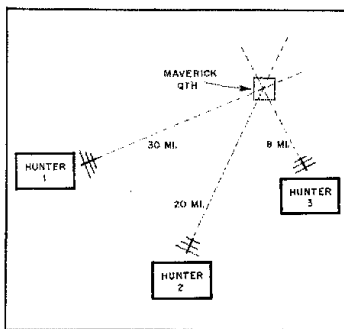 MAVERICK
QTH
30 MI.
8 MI.
HUNTER
1
20 MI.
HUNTER
3
HUNTER
2